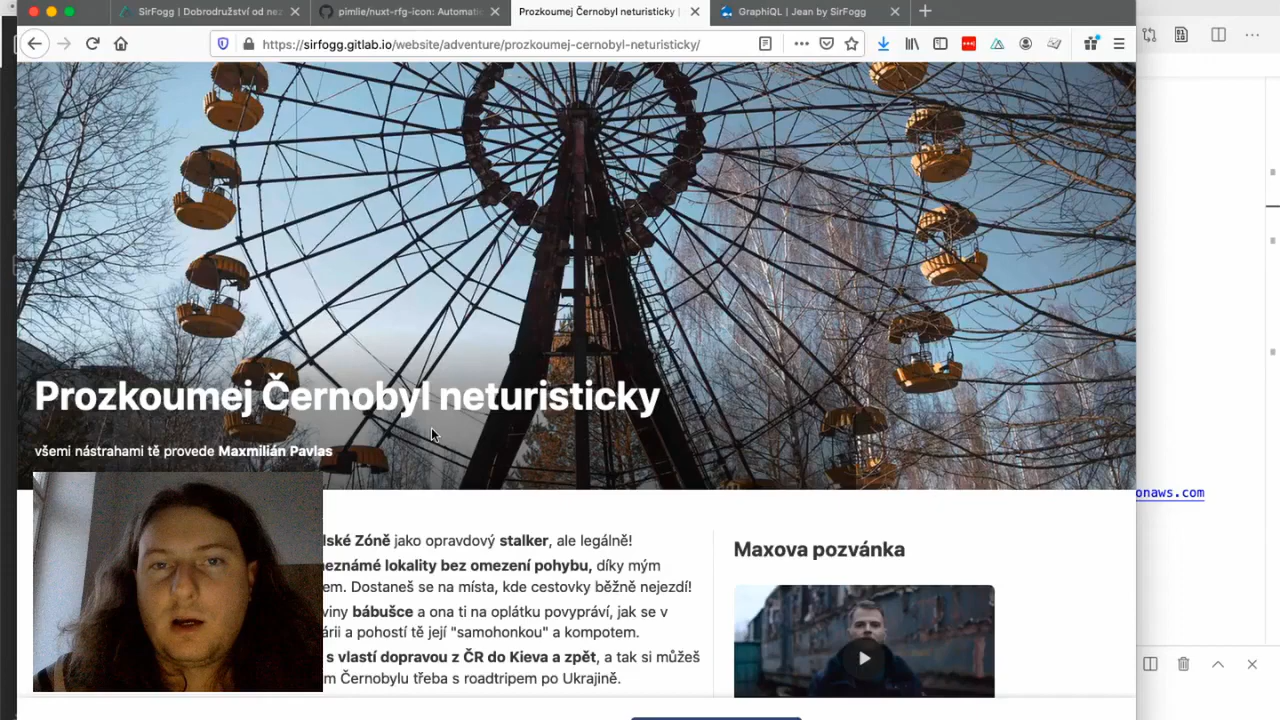 SirFogg | Dobrodružství od nez
pimlie/nuxt-rfg-icon: Automati
Prozkoumej Černobyl neturisticky |
GraphiQL | Jean by SirFogg
https://sirfogg.gitlab.io/website/adventure/prozkoumej-cernobyl-neturisticky/
Prozkoumej Černobyl neturisticky
všemi nástrahami tě provede Maxmilián Pavlas
lské Zóně jako opravdový stalker, ale legálně!
neznámé lokality bez omezení pohybu, díky mým
em. Dostaneš se na místa, kde cestovky běžně nejezdí!
viny bábušce a ona ti na oplátku povypráví, jak se v
árii a pohostí tě její "samohonkou" a kompotem.
s vlastí dopravou z ČR do Kieva a zpět, a tak si můžeš
m Černobylu třeba s roadtripem po Ukrajině.
Maxova pozvánka
onaws.com